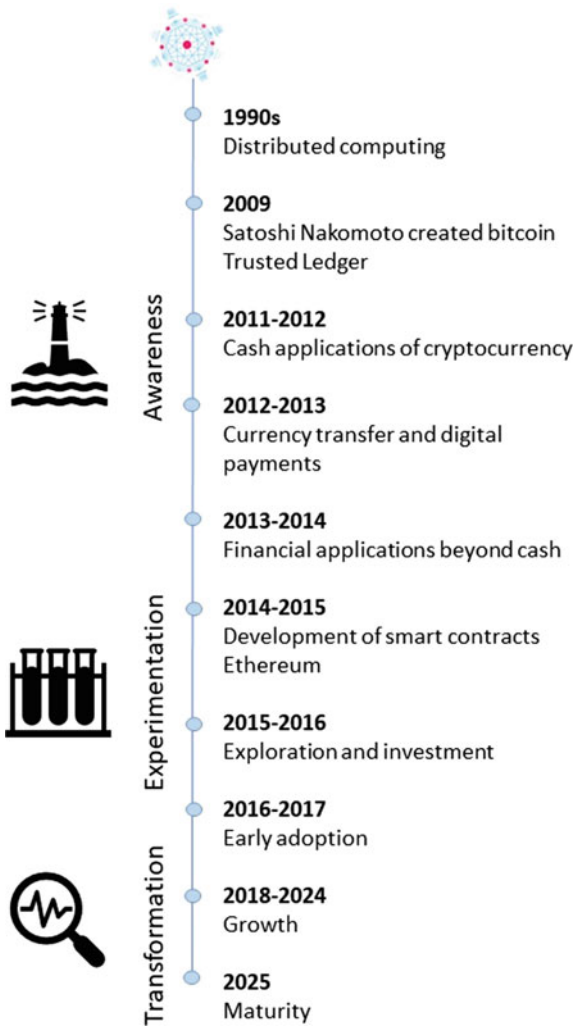 1990s
Distributed computing
2009
Satoshi Nakomoto created bitcoin
Trusted Ledger
Awareness
2011-2012
Cash applications of cryptocurrency
2012-2013
Currency transfer and digital
payments
2013-2014
Financial applications beyond cash
Experimentation
2014-2015
Development of smart contracts
Ethereum
2015-2016
Exploration and investment
2016-2017
Early adoption
Transformation
2018-2024
Growth
2025
Maturity